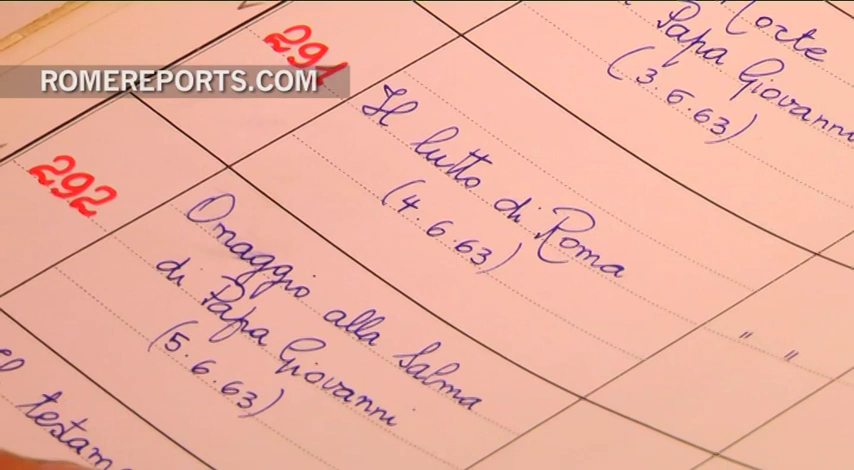 ROMEREPORTS.COM
Morte
Papa Giovanni
(3.6.63)
291
Il lutto di Roma
(4.6.63)
" "
292
Omaggio alla Salma
di Papa Giovanni
(5.6.63)